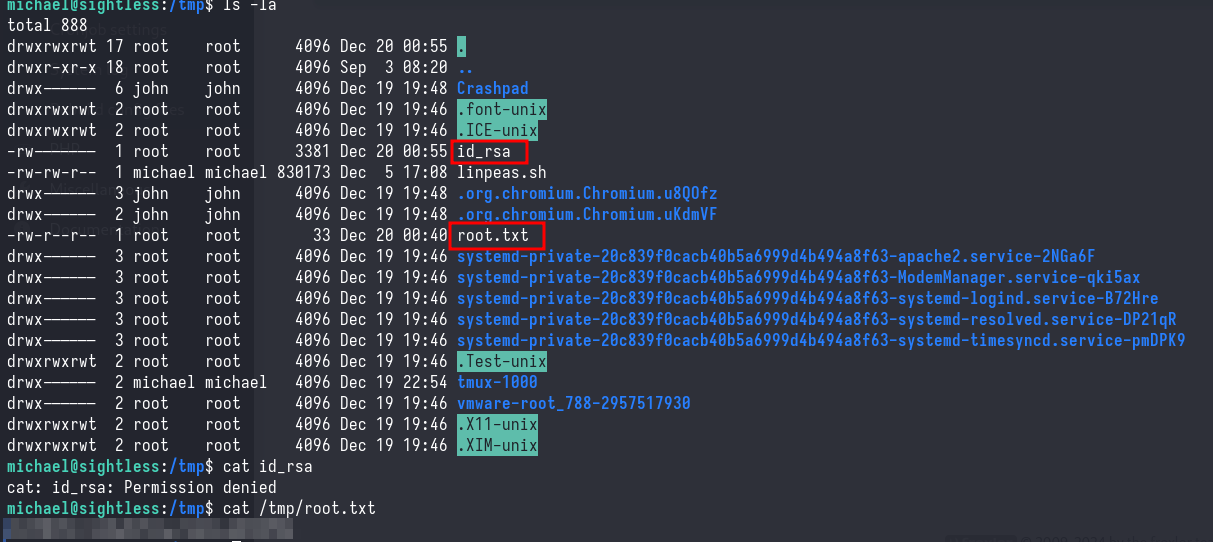 michael@sightless:/tmp$ ls -la
total 888
drwxrwxrwt 17 root    root      4096 Dec 20 00:55 .
drwxr-xr-x 18 root    root      4096 Sep  3 08:20 ..
drwx------  6 john    john      4096 Dec 19 19:48 Crashpad
drwxrwxrwt  2 root    root      4096 Dec 19 19:46 .font-unix
drwxrwxrwt  2 root    root      4096 Dec 19 19:46 .ICE-unix
-rw-------  1 root    root      3381 Dec 20 00:55 id_rsa
-rw-rw-r--  1 michael michael 830173 Dec  5 17:08 linpeas.sh
drwx------  3 john    john      4096 Dec 19 19:48 .org.chromium.Chromium.u8QOfz
drwx------  2 john    john      4096 Dec 19 19:48 .org.chromium.Chromium.uKdmVF
-rw-r--r--  1 root    root        33 Dec 20 00:40 root.txt
drwx------  3 root    root      4096 Dec 19 19:46 systemd-private-20c839f0cacb40b5a6999d4b494a8f63-apache2.service-2NGa6F
drwx------  3 root    root      4096 Dec 19 19:46 systemd-private-20c839f0cacb40b5a6999d4b494a8f63-ModemManager.service-qki5ax
drwx------  3 root    root      4096 Dec 19 19:46 systemd-private-20c839f0cacb40b5a6999d4b494a8f63-systemd-logind.service-B72Hre
drwx------  3 root    root      4096 Dec 19 19:46 systemd-private-20c839f0cacb40b5a6999d4b494a8f63-systemd-resolved.service-DP21qR
drwx------  3 root    root      4096 Dec 19 19:46 systemd-private-20c839f0cacb40b5a6999d4b494a8f63-systemd-timesyncd.service-pmDPK9
drwxrwxrwt  2 root    root      4096 Dec 19 19:46 .Test-unix
drwx------  2 michael michael   4096 Dec 19 22:54 tmux-1000
drwx------  2 root    root      4096 Dec 19 19:46 vmware-root_788-2957517930
drwxrwxrwt  2 root    root      4096 Dec 19 19:46 .X11-unix
drwxrwxrwt  2 root    root      4096 Dec 19 19:46 .XIM-unix
michael@sightless:/tmp$ cat id_rsa
cat: id_rsa: Permission denied
michael@sightless:/tmp$ cat /tmp/root.txt